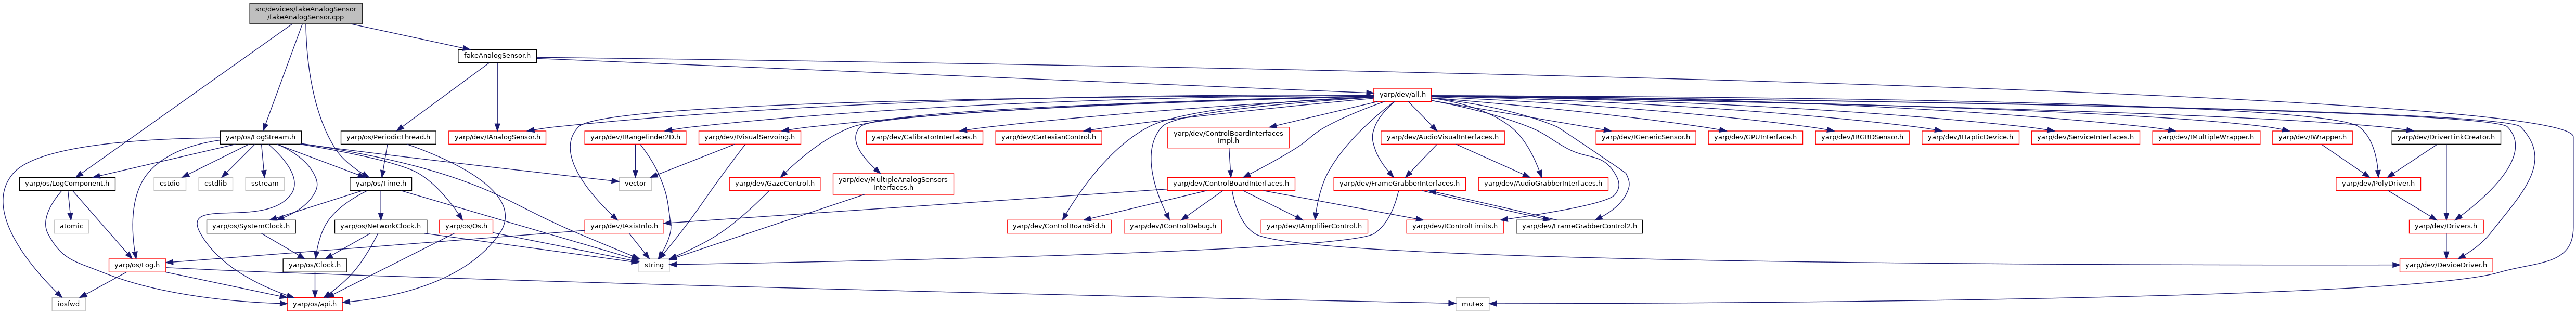 src/devices/fakeAnalogSensor
/fakeAnalogSensor.cpp
fakeAnalogSensor.h
yarp/dev/all.h
yarp/os/LogStream.h
yarp/os/PeriodicThread.h
yarp/dev/IAnalogSensor.h
yarp/dev/IRangefinder2D.h
yarp/dev/IVisualServoing.h
yarp/dev/CalibratorInterfaces.h
yarp/dev/CartesianControl.h
yarp/dev/ControlBoardInterfaces
Impl.h
yarp/dev/AudioVisualInterfaces.h
yarp/dev/IGenericSensor.h
yarp/dev/GPUInterface.h
yarp/dev/IRGBDSensor.h
yarp/dev/IHapticDevice.h
yarp/dev/ServiceInterfaces.h
yarp/dev/IMultipleWrapper.h
yarp/dev/IWrapper.h
yarp/dev/DriverLinkCreator.h
yarp/os/LogComponent.h
cstdio
cstdlib
sstream
yarp/os/Time.h
vector
yarp/dev/GazeControl.h
yarp/dev/MultipleAnalogSensors
Interfaces.h
yarp/dev/ControlBoardInterfaces.h
yarp/dev/FrameGrabberInterfaces.h
yarp/dev/AudioGrabberInterfaces.h
yarp/dev/PolyDriver.h
atomic
yarp/os/SystemClock.h
yarp/os/NetworkClock.h
yarp/os/Os.h
yarp/dev/IAxisInfo.h
yarp/dev/ControlBoardPid.h
yarp/dev/IControlDebug.h
yarp/dev/IAmplifierControl.h
yarp/dev/IControlLimits.h
yarp/dev/FrameGrabberControl2.h
yarp/dev/Drivers.h
yarp/os/Log.h
yarp/os/Clock.h
string
yarp/dev/DeviceDriver.h
iosfwd
yarp/os/api.h
mutex